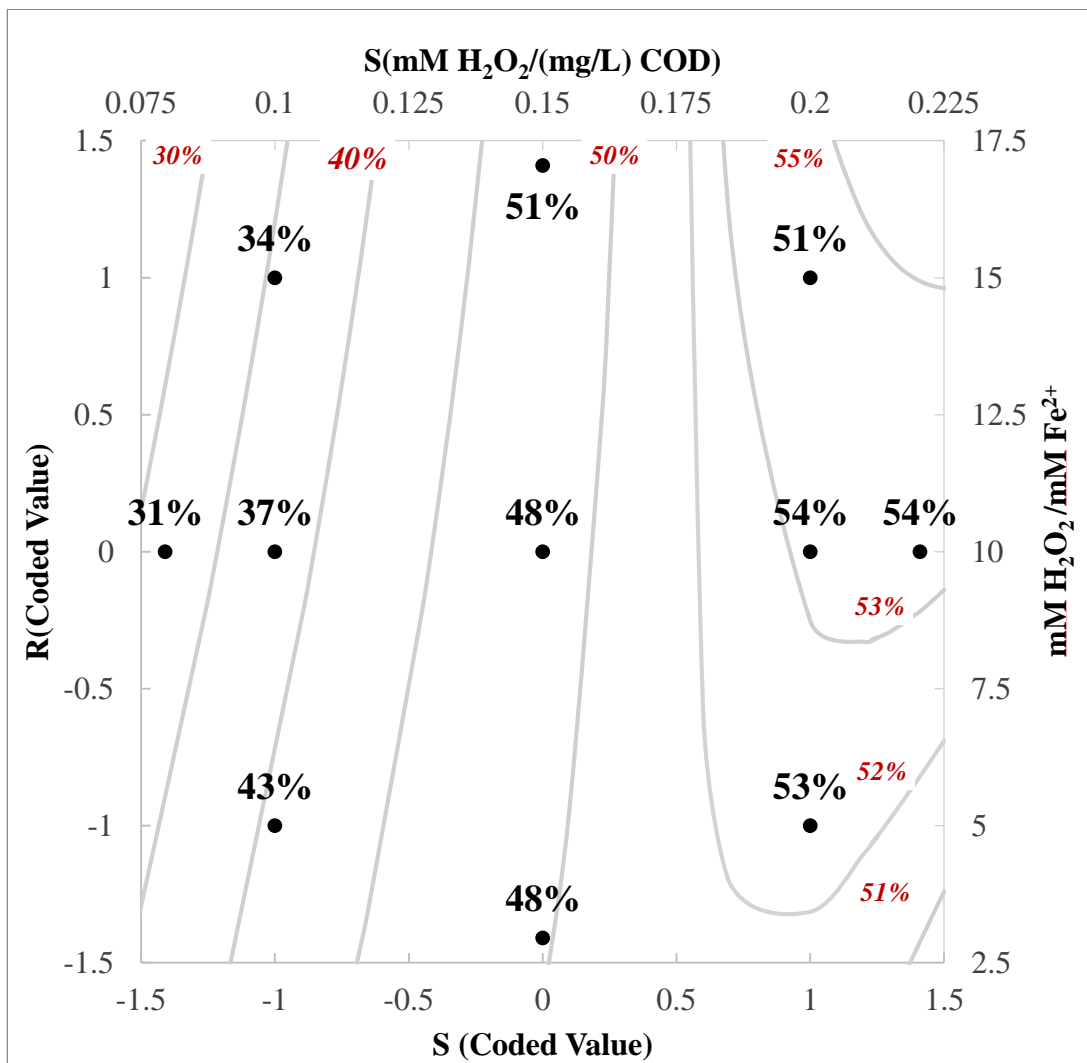 S(mM H₂O₂/(mg/L) COD)
0.075 0.1 0.125 0.15 0.175 0.2 0.225
1.5 30% 40% 50% 55% 17.5
51%
34% 51%
1 15
0.5 12.5
R(Coded Value)
mM H₂O₂ /mM Fe²⁺
31% 37% 48% 54% 54%
0 10
53%
-0.5 7.5
52%
43% 53%
-1 5
51%
48%
-1.5 2.5
-1.5 -1 -0.5 0 0.5 1 1.5
S (Coded Value)